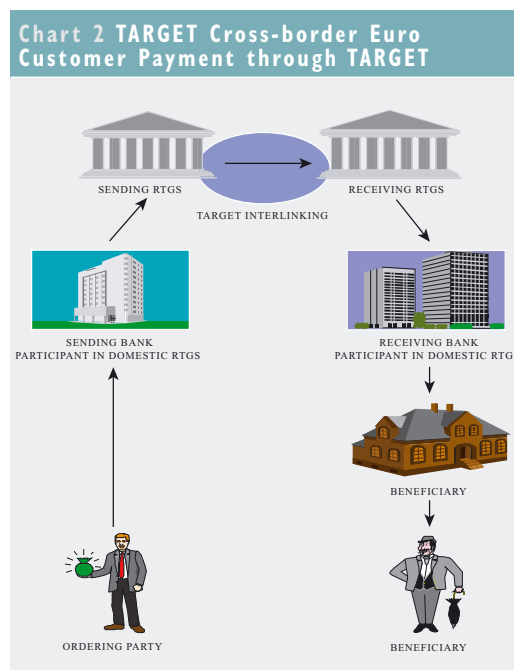 Chart 2 TARGET Cross-border Euro
Customer Payment through TARGET
SENDING RTGS
RECEIVING RTGS
TARGET INTERLINKING
SENDING BANK
PARTICIPANT IN DOMESTIC RTGS
RECEIVING BANK
PARTICIPANT IN DOMESTIC RTG
BENEFICIARY
ORDERING PARTY
BENEFICIARY